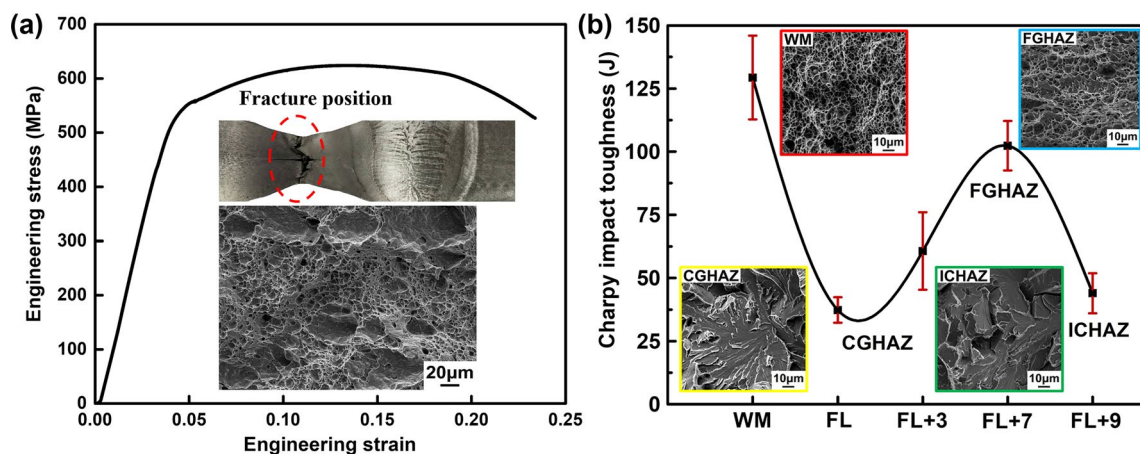 (a)
Engineering stress (MPa)
700
600
500
400
300
200
100
0
0.00 0.05 0.10 0.15 0.20 0.25
Engineering strain
Fracture position
20μm
(b)
Charpy impact toughness (J)
150
125
100
75
50
25
0
WM FL FL+3 FL+7 FL+9
WM
10μm
FGHAZ
10μm
FGHAZ
CGHAZ
10μm
CGHAZ
ICHAZ
10μm
ICHAZ